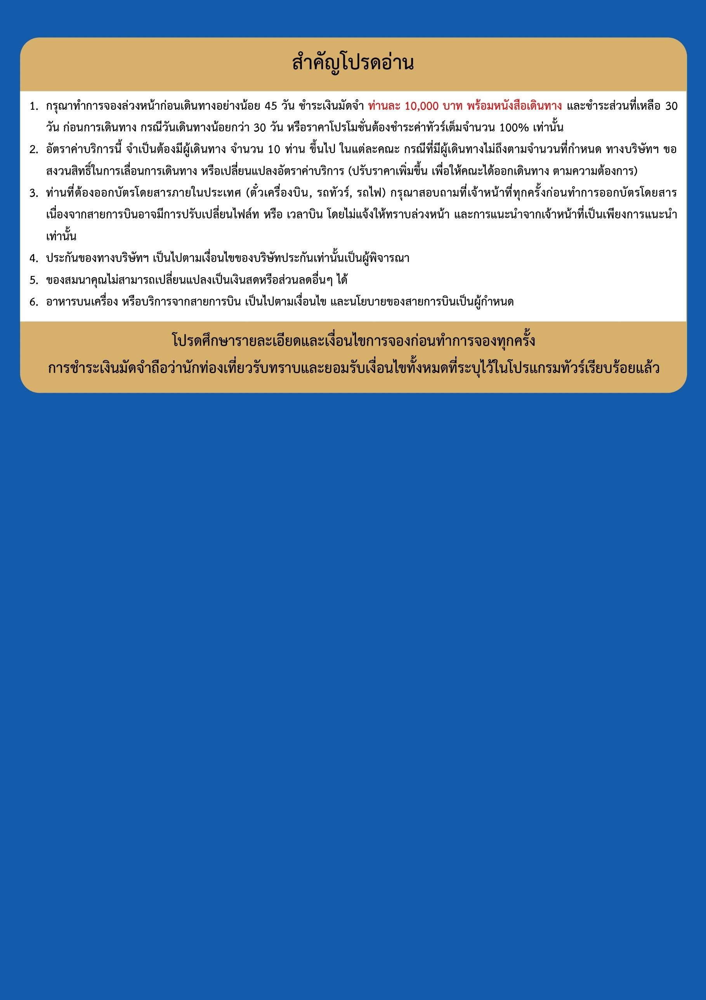 สำคัญโปรดอ่าน
1. กรุณาทำการจองล่วงหน้าก่อนเดินทางอย่างน้อย 45 วัน ชำระเงินมัดจำ ท่านละ 10,000 บาท พร้อมหนังสือเดินทาง และชำระส่วนที่เหลือ 30
วัน ก่อนการเดินทาง กรณีวันเดินทางน้อยกว่า 30 วัน หรือราคาโปรโมชั่นต้องชำระค่าทัวร์เต็มจำนวน 100% เท่านั้น
2. อัตราค่าบริการนี้ จำเป็นต้องมีผู้เดินทาง จำนวน 10 ท่าน ขึ้นไป ในแต่ละคณะ กรณีที่มีผู้เดินทางไม่ถึงตามจำนวนที่กำหนด ทางบริษัทฯ ขอ
สงวนสิทธิ์ในการเลื่อนการเดินทาง หรือเปลี่ยนแปลงอัตราค่าบริการ (ปรับราคาเพิ่มขึ้น เพื่อให้คณะได้ออกเดินทาง ตามความต้องการ)
3. ท่านที่ต้องออกบัตรโดยสารภายในประเทศ (ตั๋วเครื่องบิน, รถทัวร์, รถไฟ) กรุณาสอบถามที่เจ้าหน้าที่ทุกครั้งก่อนทำการออกบัตรโดยสาร
เนื่องจากสายการบินอาจมีการปรับเปลี่ยนไฟล์ท หรือ เวลาบิน โดยไม่แจ้งให้ทราบล่วงหน้า และการแนะนำจากเจ้าหน้าที่เป็นเพียงการแนะนำ
เท่านั้น
4. ประกันของทางบริษัทฯ เป็นไปตามเงื่อนไขของบริษัทประกันเท่านั้นเป็นผู้พิจารณา
5. ของสมนาคุณไม่สามารถเปลี่ยนแปลงเป็นเงินสดหรือส่วนลดอื่นๆ ได้
6. อาหารบนเครื่อง หรือบริการจากสายการบิน เป็นไปตามเงื่อนไข และนโยบายของสายการบินเป็นผู้กำหนด
โปรดศึกษารายละเอียดและเงื่อนไขการจองก่อนทำการจองทุกครั้ง
การชำระเงินมัดจำถือว่านักท่องเที่ยวรับทราบและยอมรับเงื่อนไขทั้งหมดที่ระบุไว้ในโปรแกรมทัวร์เรียบร้อยแล้ว